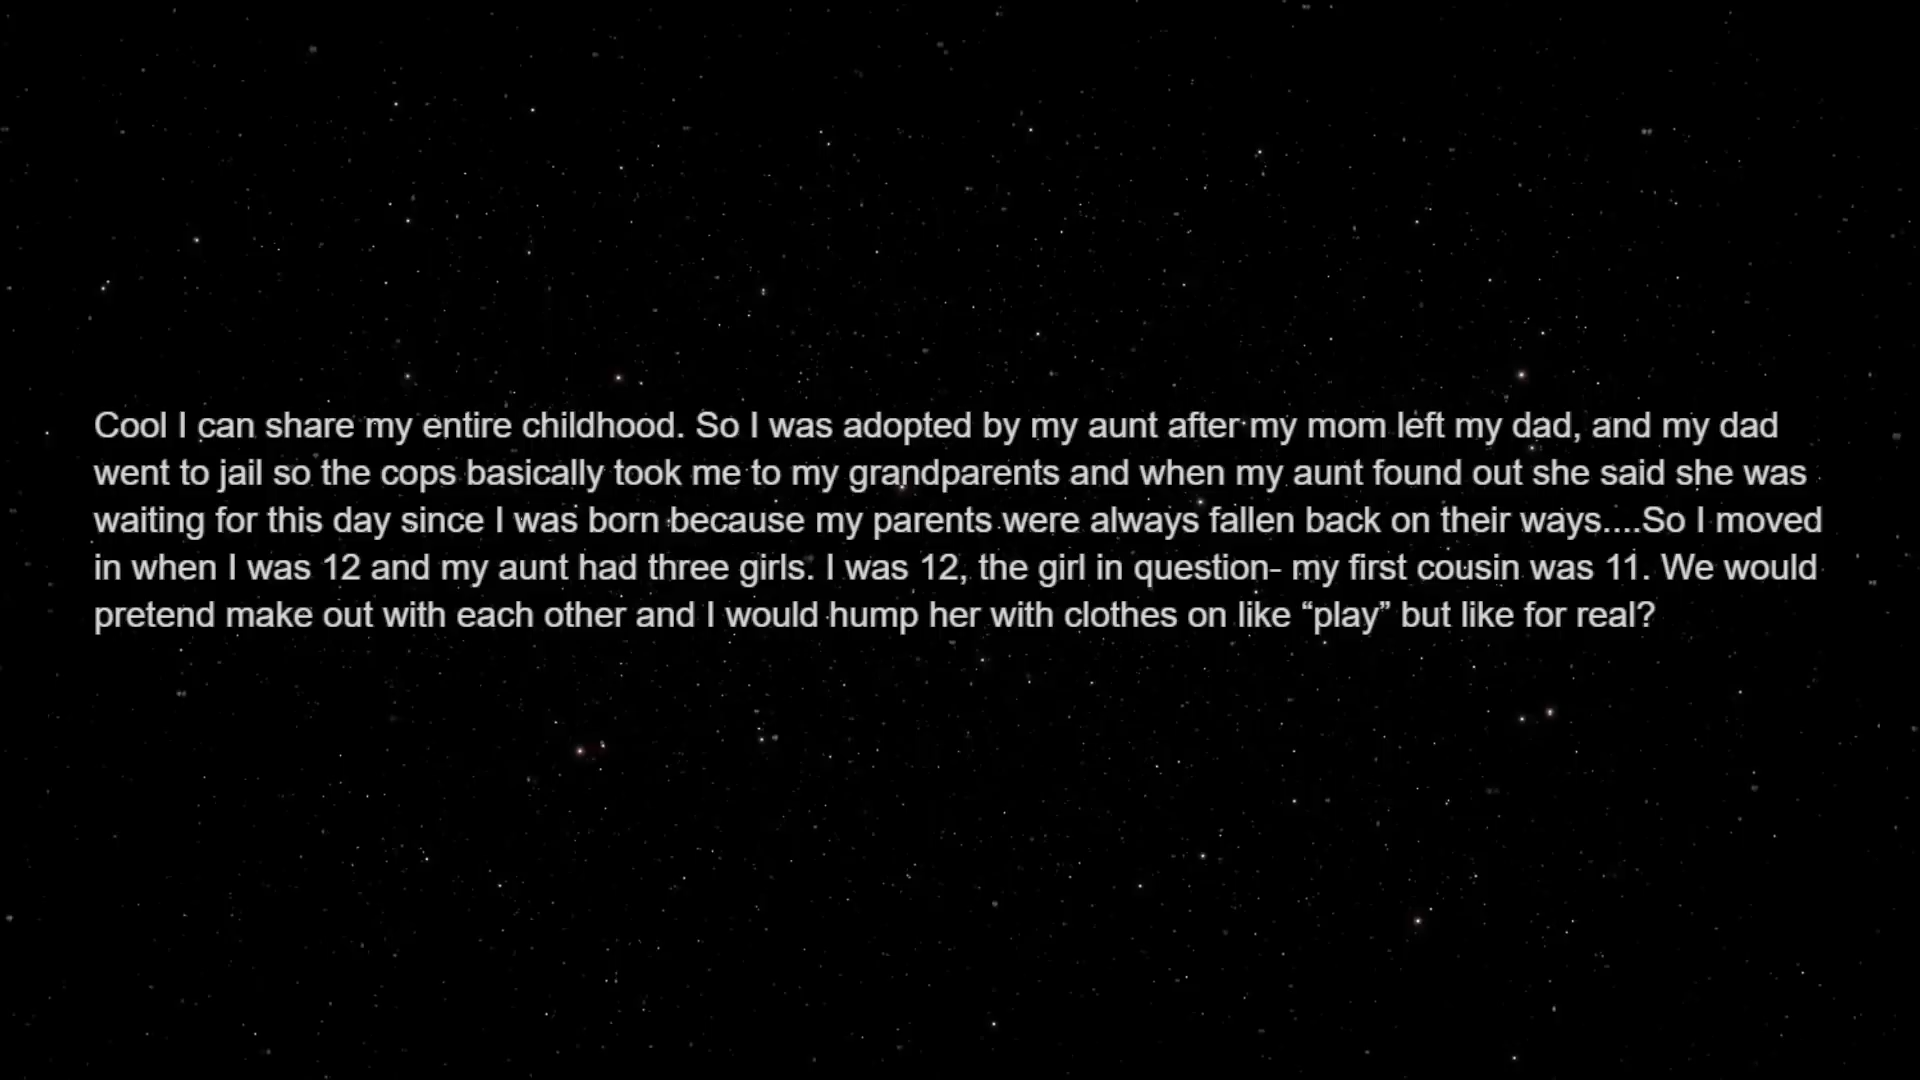 Cool I can share my entire childhood. So I was adopted by my aunt after my mom left my dad, and my dad
went to jail so the cops basically took me to my grandparents and when my aunt found out she said she was
waiting for this day since I was born because my parents were always fallen back on their ways....So I moved
in when I was 12 and my aunt had three girls. I was 12, the girl in question- my first cousin was 11. We would
pretend make out with each other and I would hump her with clothes on like “play” but like for real?